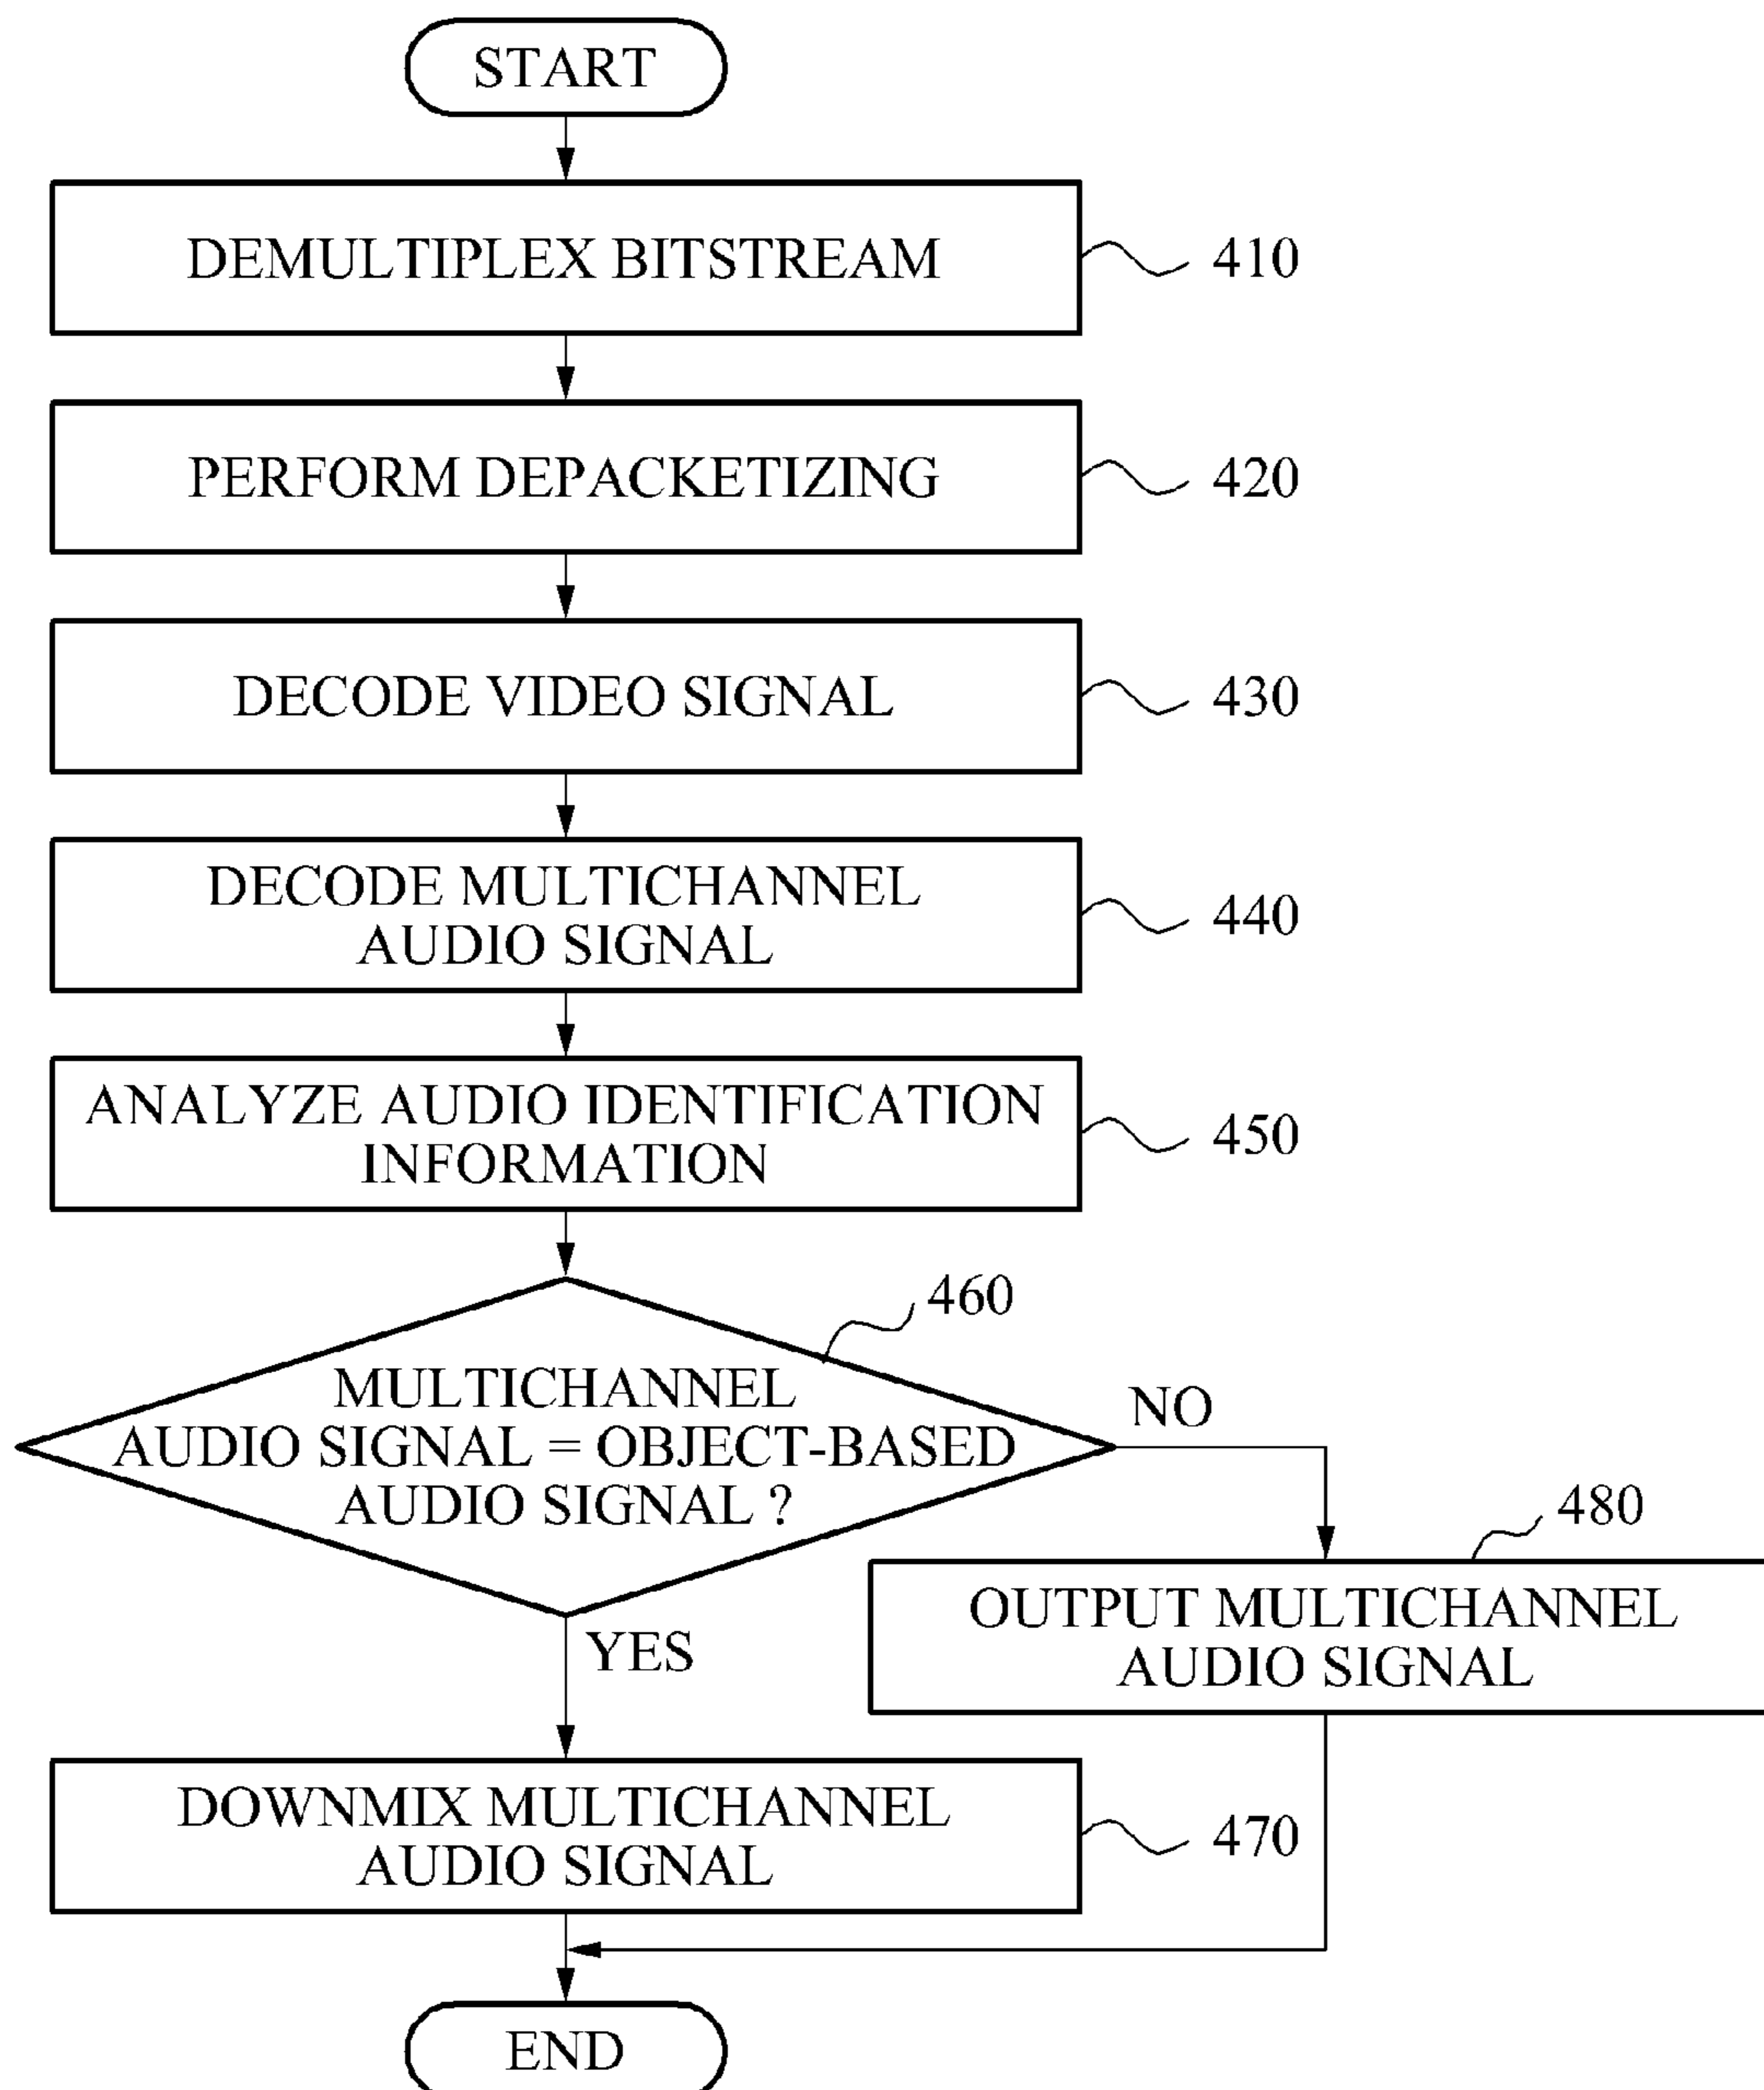 START
DEMULTIPLEX BITSTREAM
410
PERFORM DEPACKETIZING
420
DECODE VIDEO SIGNAL
430
DECODE MULTICHANNEL
AUDIO SIGNAL
440
ANALYZE AUDIO IDENTIFICATION
INFORMATION
450
460
MULTICHANNEL
AUDIO SIGNAL = OBJECT-BASED
AUDIO SIGNAL ?
NO
480
OUTPUT MULTICHANNEL
AUDIO SIGNAL
YES
DOWNMIX MULTICHANNEL
AUDIO SIGNAL
470
END